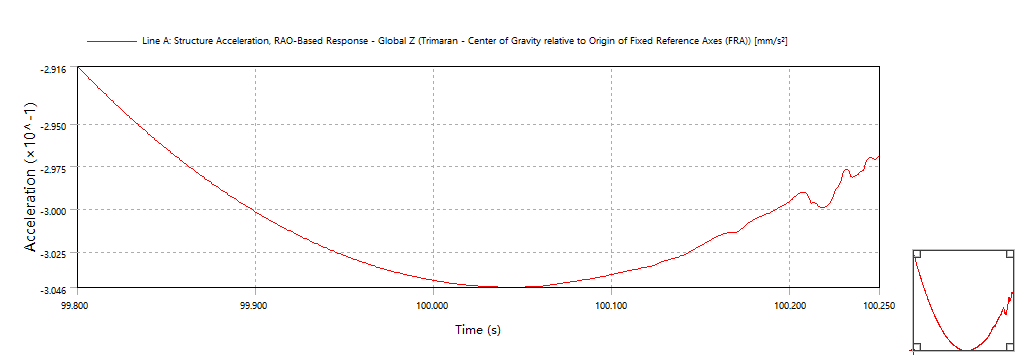 Line A: Structure Acceleration, RAO-Based Response - Global Z (Trimaran - Center of Gravity relative to Origin of Fixed Reference Axes (FRA)) [mm/s²]
Acceleration (×10^-1)
-2.916
-2.950
-2.975
-3.000
-3.025
-3.046
99.800 99.900 100.000 100.100 100.200 100.250
Time (s)